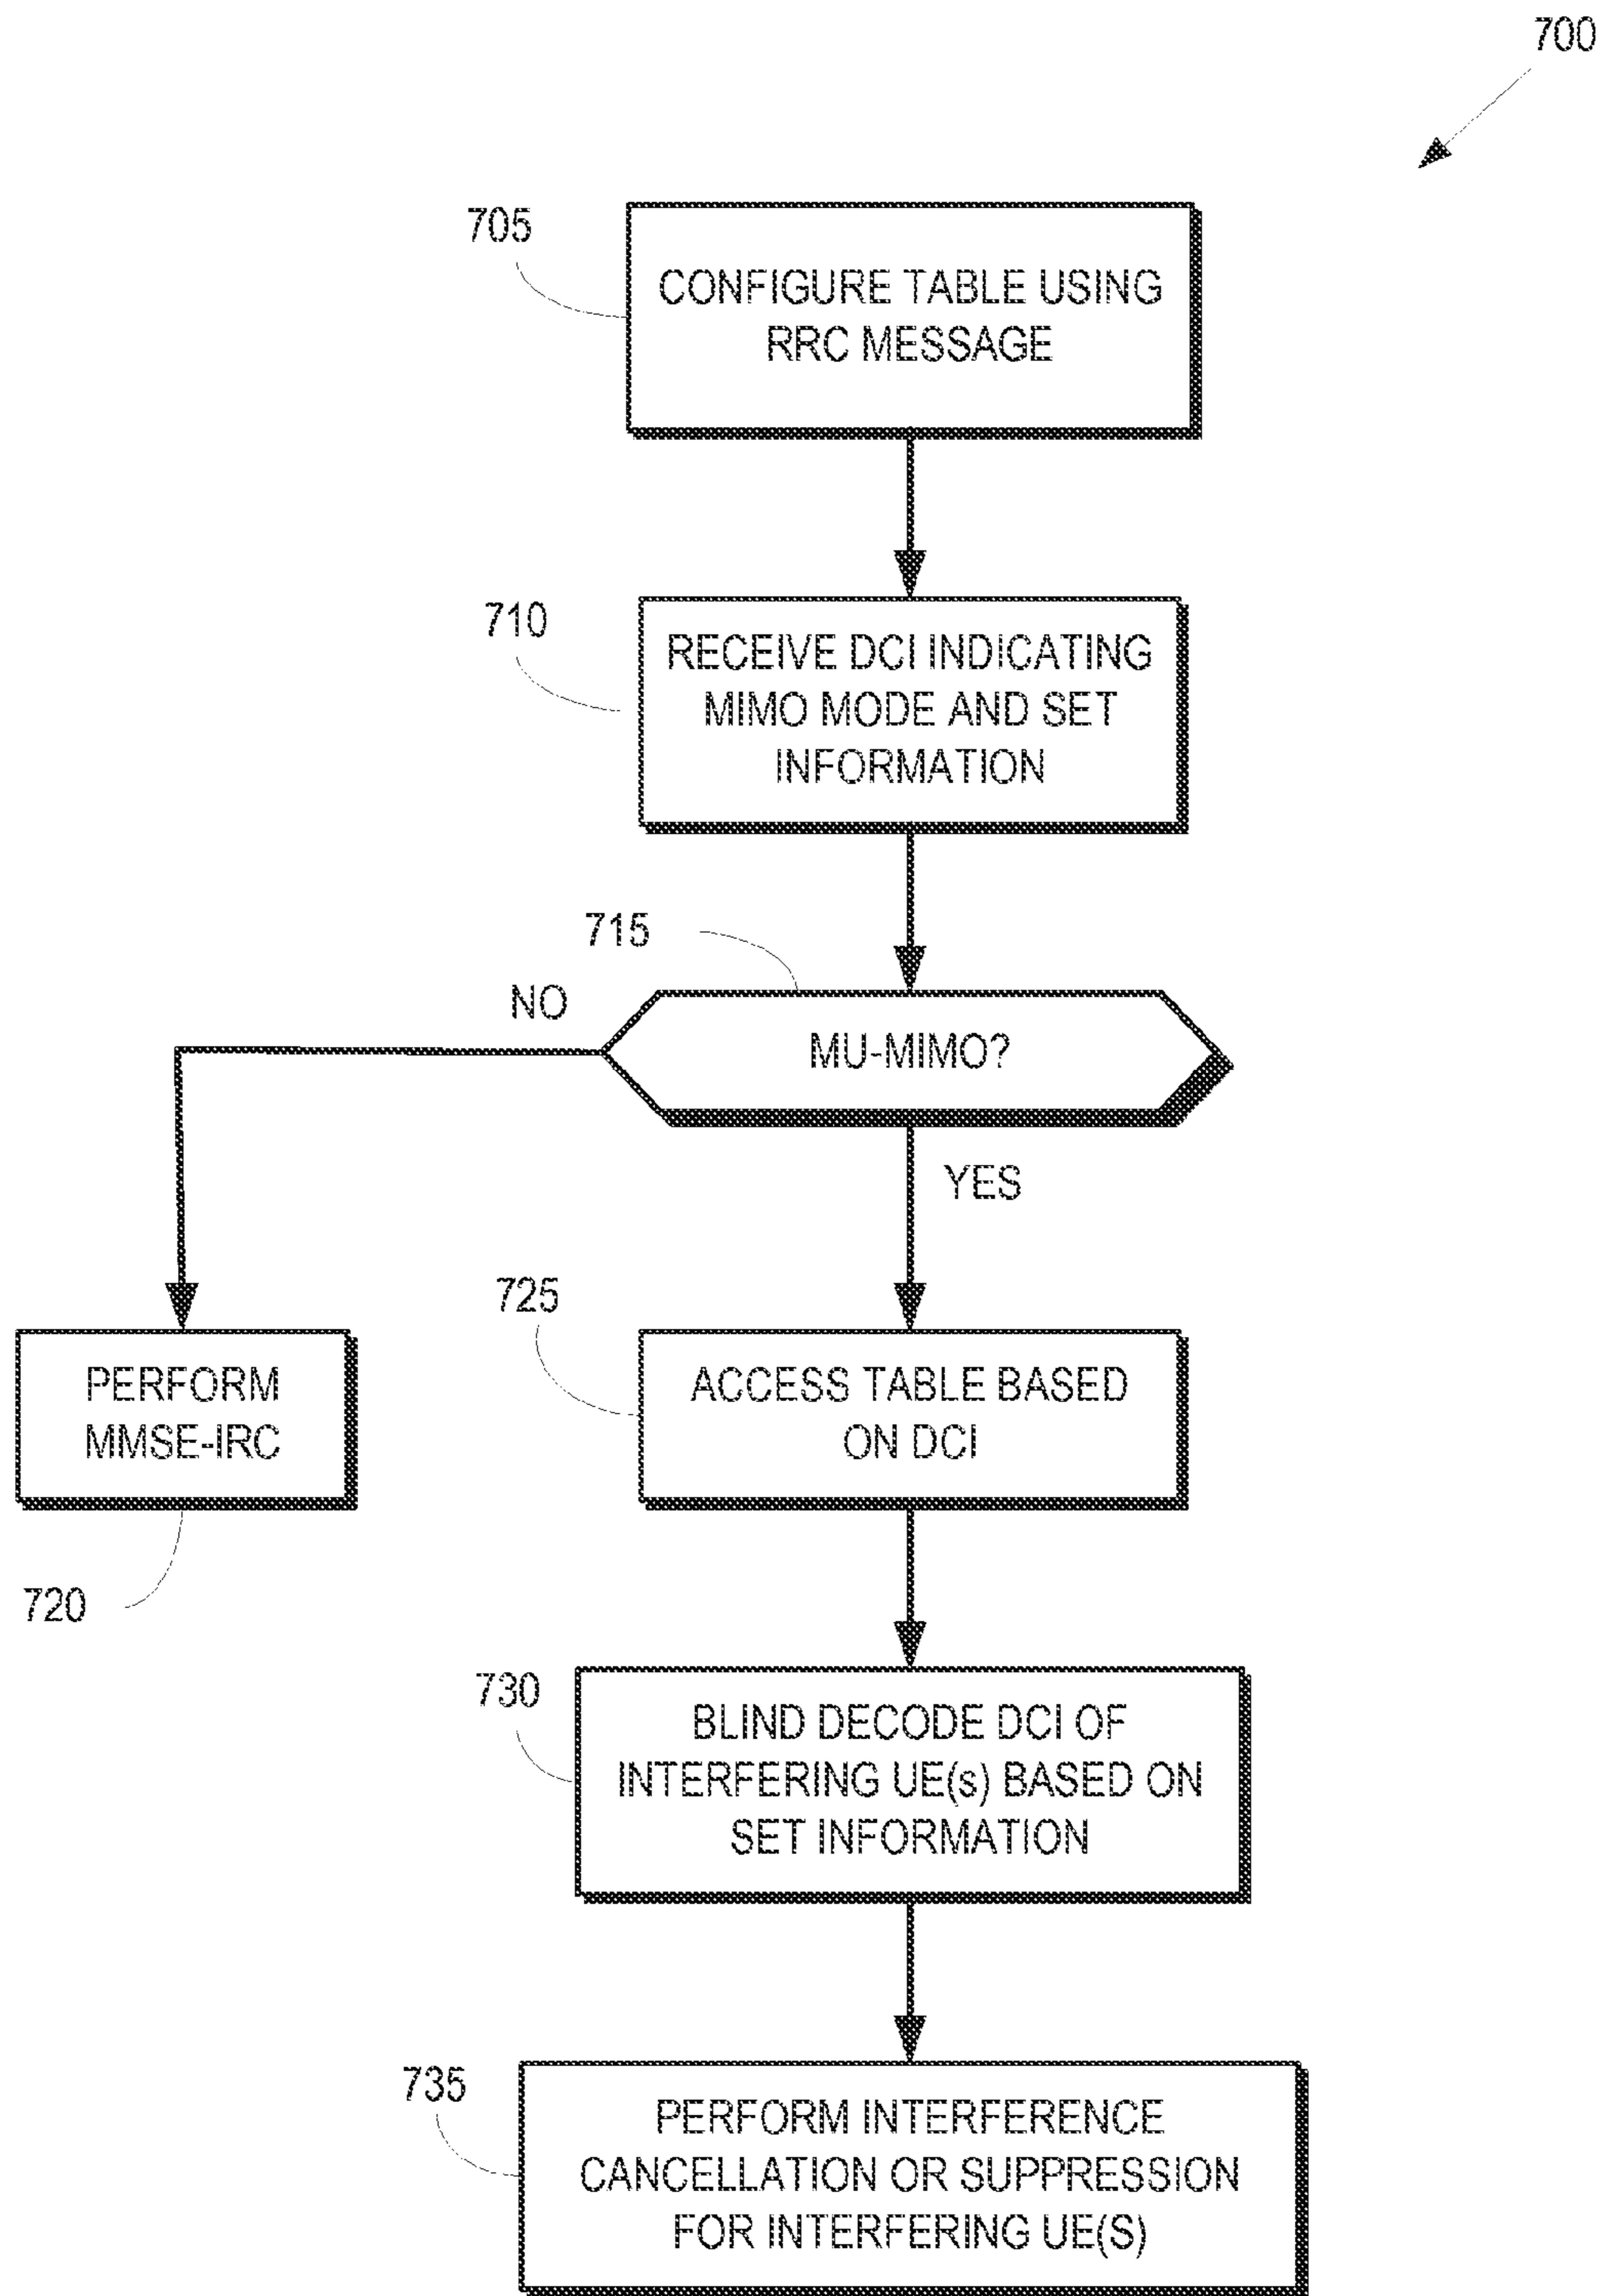 700
705
CONFIGURE TABLE USING
RRC MESSAGE
710
RECEIVE DCI INDICATING
MIMO MODE AND SET
INFORMATION
715
NO
MU-MIMO?
YES
725
PERFORM
MMSE-IRC
ACCESS TABLE BASED
ON DCI
720
730
BLIND DECODE DCI OF
INTERFERING UE(s) BASED ON
SET INFORMATION
735
PERFORM INTERFERENCE
CANCELLATION OR SUPPRESSION
FOR INTERFERING UE(S)